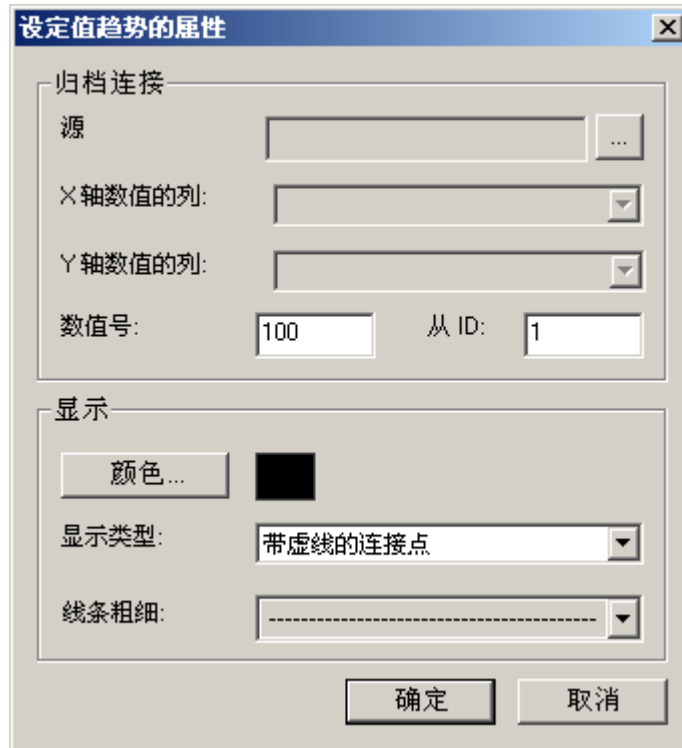 设定值趋势的属性
归档连接
源
...
X轴数值的列:
Y轴数值的列:
数值号: 100 从 ID: 1
显示
颜色...
显示类型: 带虚线的连接点
线条粗细:
确定 取消